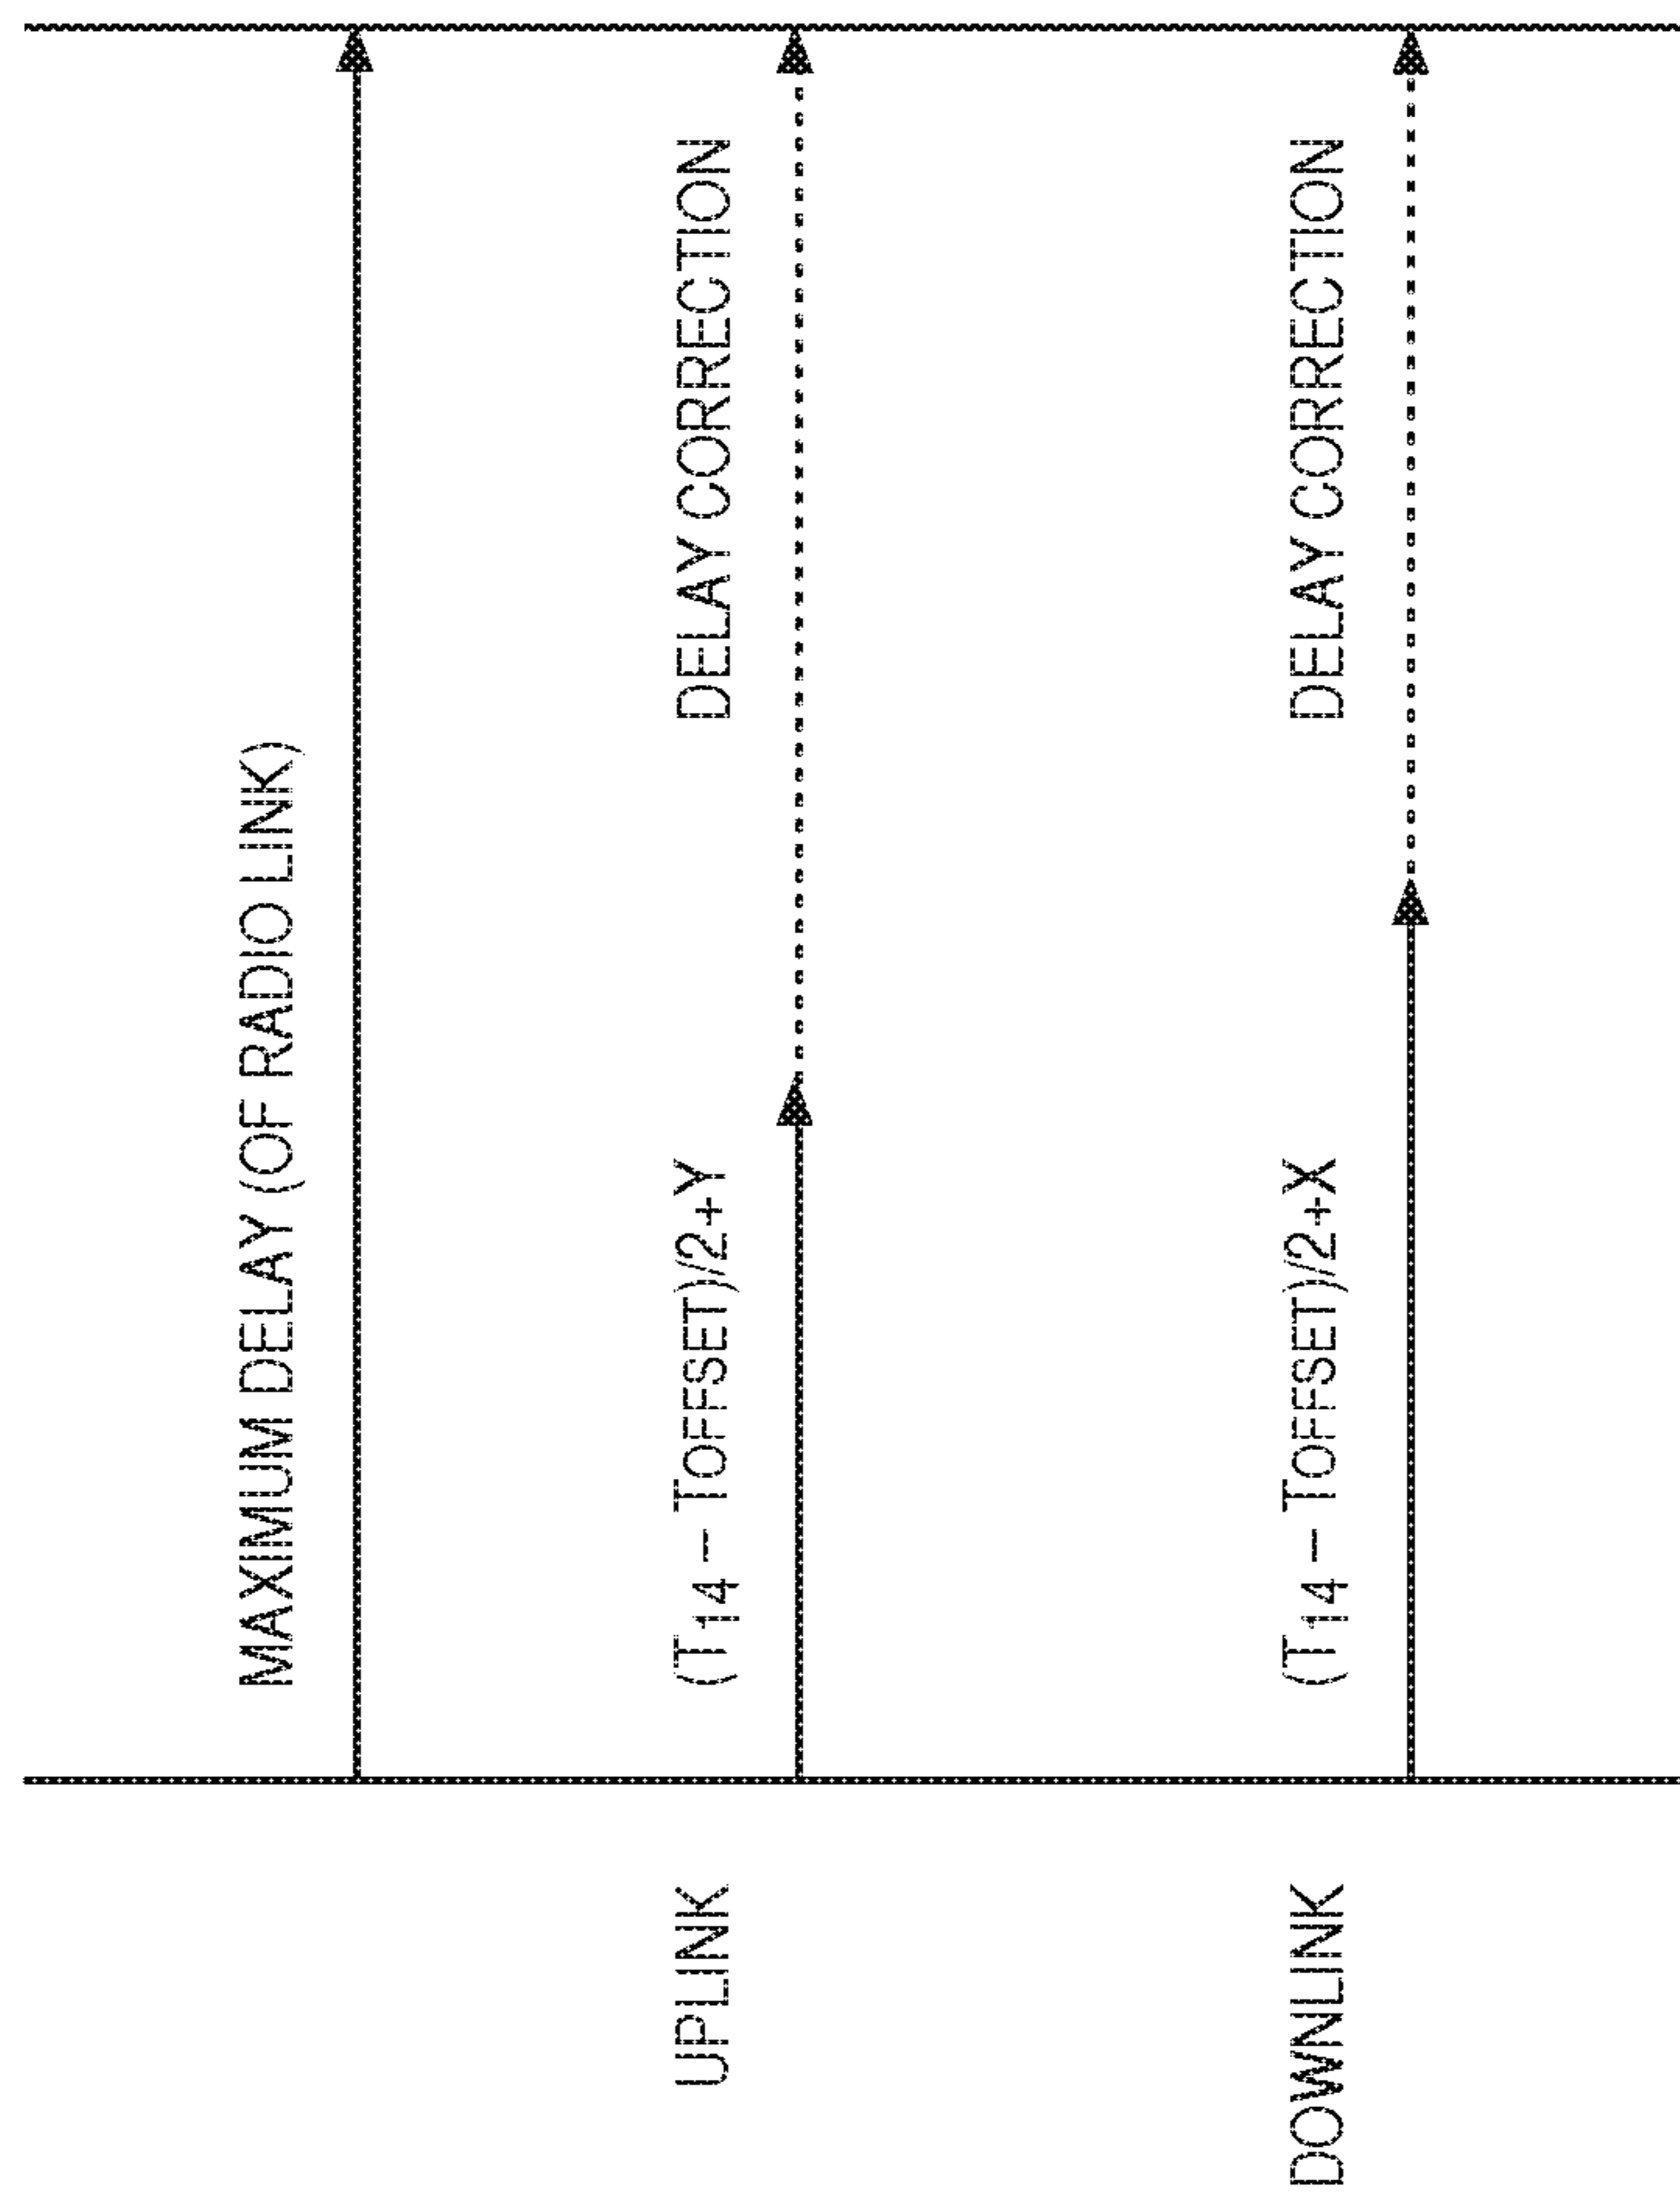 MAXIMUM DELAY (OF RADIO LINK)
UPLINK
(T14 – TOFFSET)/2+Y
DELAY CORRECTION
DOWNLINK
(T14 – TOFFSET)/2+X
DELAY CORRECTION